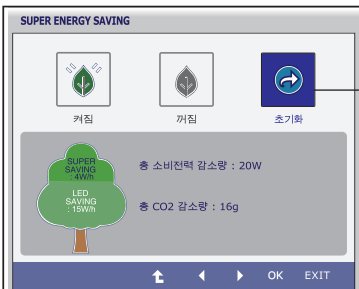 SUPER ENERGY SAVING
켜짐
꺼짐
초기화
SUPER
SAVING
: 4W/h
LED
SAVING
: 15W/h
총 소비전력 감소량 : 20W
총 CO2 감소량 : 16g
OK
EXIT